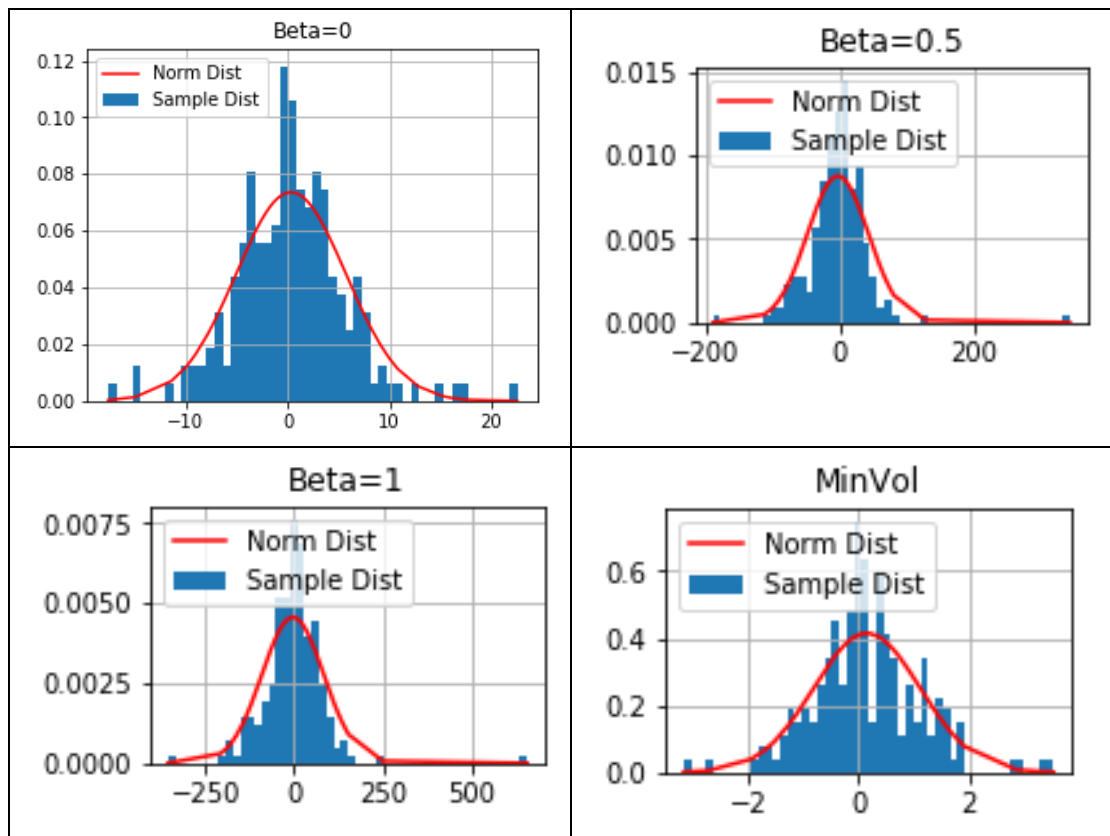 Beta=0
0.12
0.10
0.08
0.06
0.04
0.02
0.00
Norm Dist
Sample Dist
−10 0 10 20
Beta=0.5
0.015
0.010
0.005
0.000
Norm Dist
Sample Dist
−200 0 200
Beta=1
0.0075
0.0050
0.0025
0.0000
Norm Dist
Sample Dist
−250 0 250 500
MinVol
0.6
0.4
0.2
0.0
Norm Dist
Sample Dist
−2 0 2